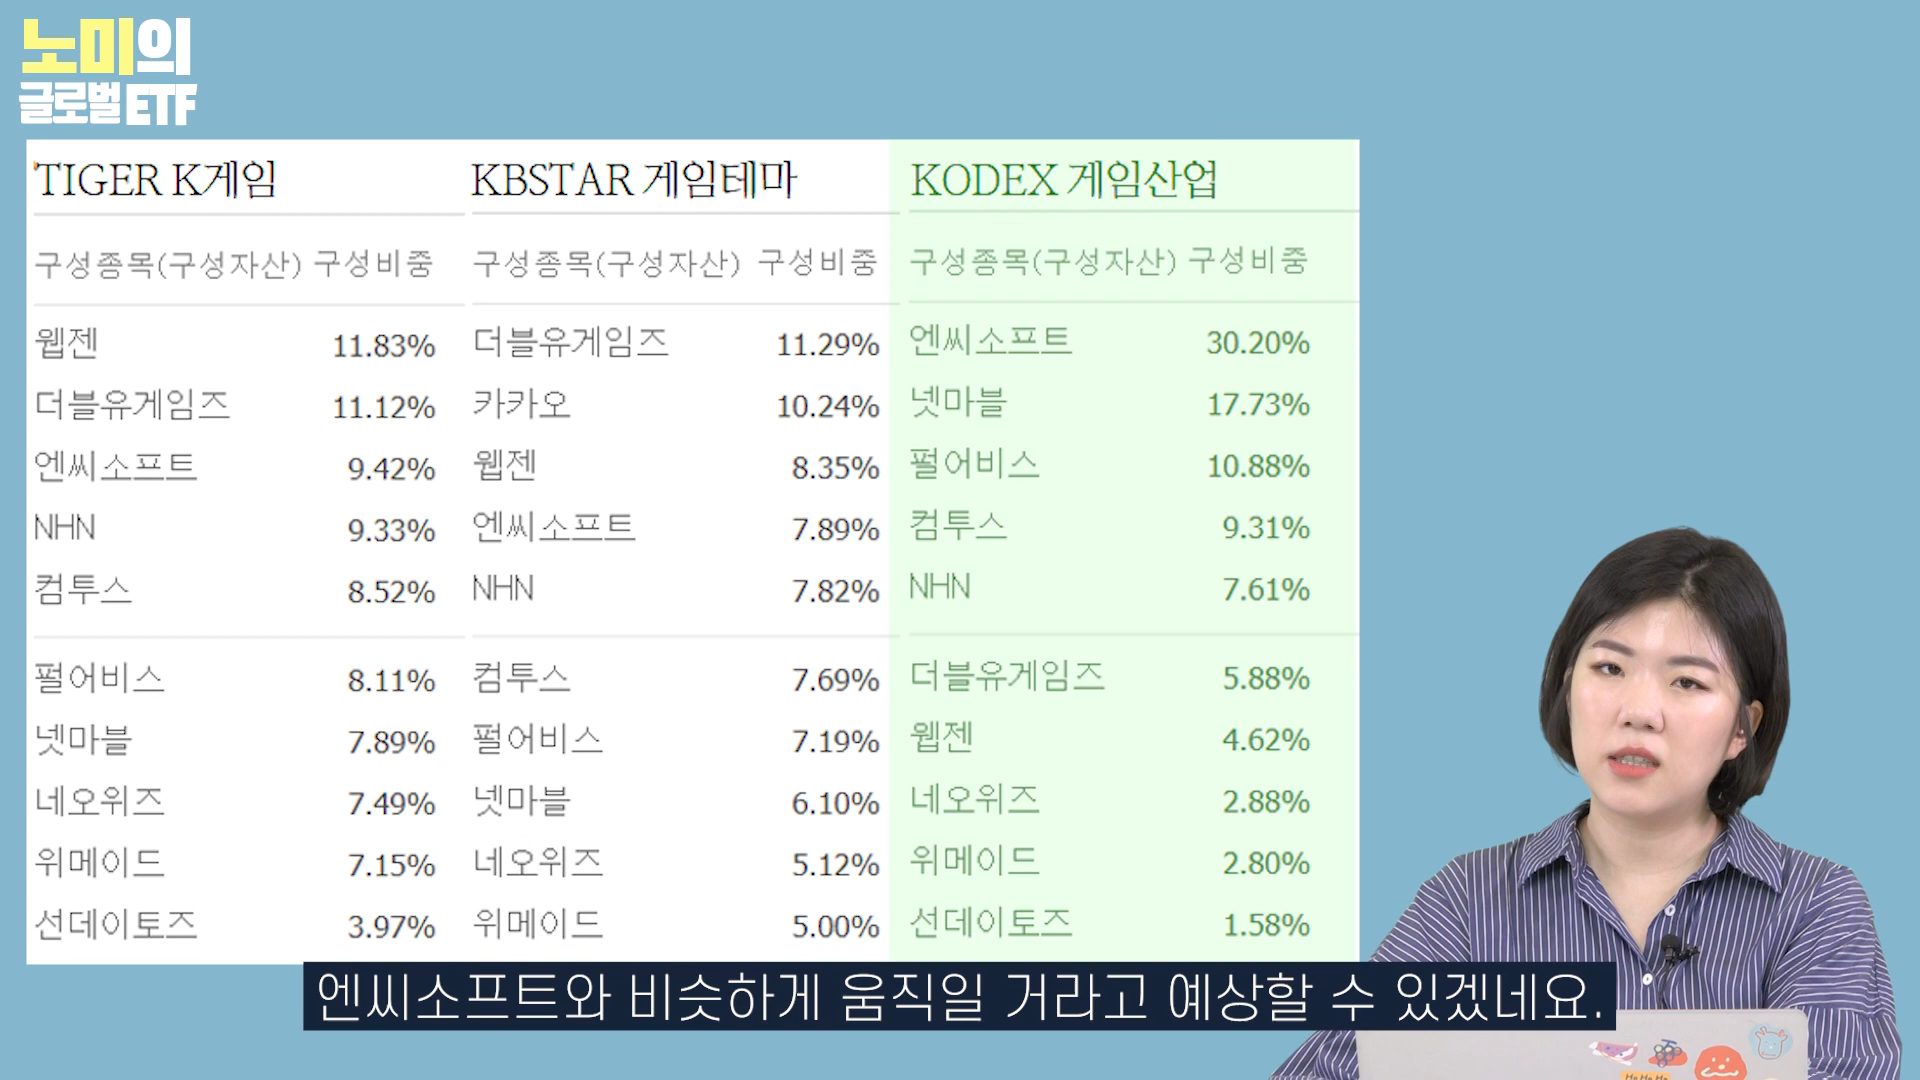 노미의
글로벌 ETF
TIGER K게임
구성종목(구성자산) 구성비중
웹젠 11.83%
더블유게임즈 11.12%
엔씨소프트 9.42%
NHN 9.33%
컴투스 8.52%
펄어비스 8.11%
넷마블 7.89%
네오위즈 7.49%
위메이드 7.15%
선데이토즈 3.97%
KBSTAR 게임테마
구성종목(구성자산) 구성비중
더블유게임즈 11.29%
카카오 10.24%
웹젠 8.35%
엔씨소프트 7.89%
NHN 7.82%
컴투스 7.69%
펄어비스 7.19%
넷마블 6.10%
네오위즈 5.12%
위메이드 5.00%
KODEX 게임산업
구성종목(구성자산) 구성비중
엔씨소프트 30.20%
넷마블 17.73%
펄어비스 10.88%
컴투스 9.31%
NHN 7.61%
더블유게임즈 5.88%
웹젠 4.62%
네오위즈 2.88%
위메이드 2.80%
선데이토즈 1.58%
엔씨소프트와 비슷하게 움직일 거라고 예상할 수 있겠네요.